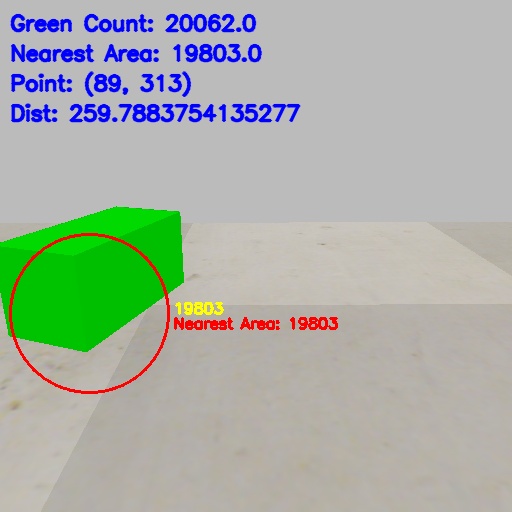 Green Count: 20062.0
Nearest Area: 19803.0
Point: (89, 313)
Dist: 259.7883754135277
19803
Nearest Area: 19803